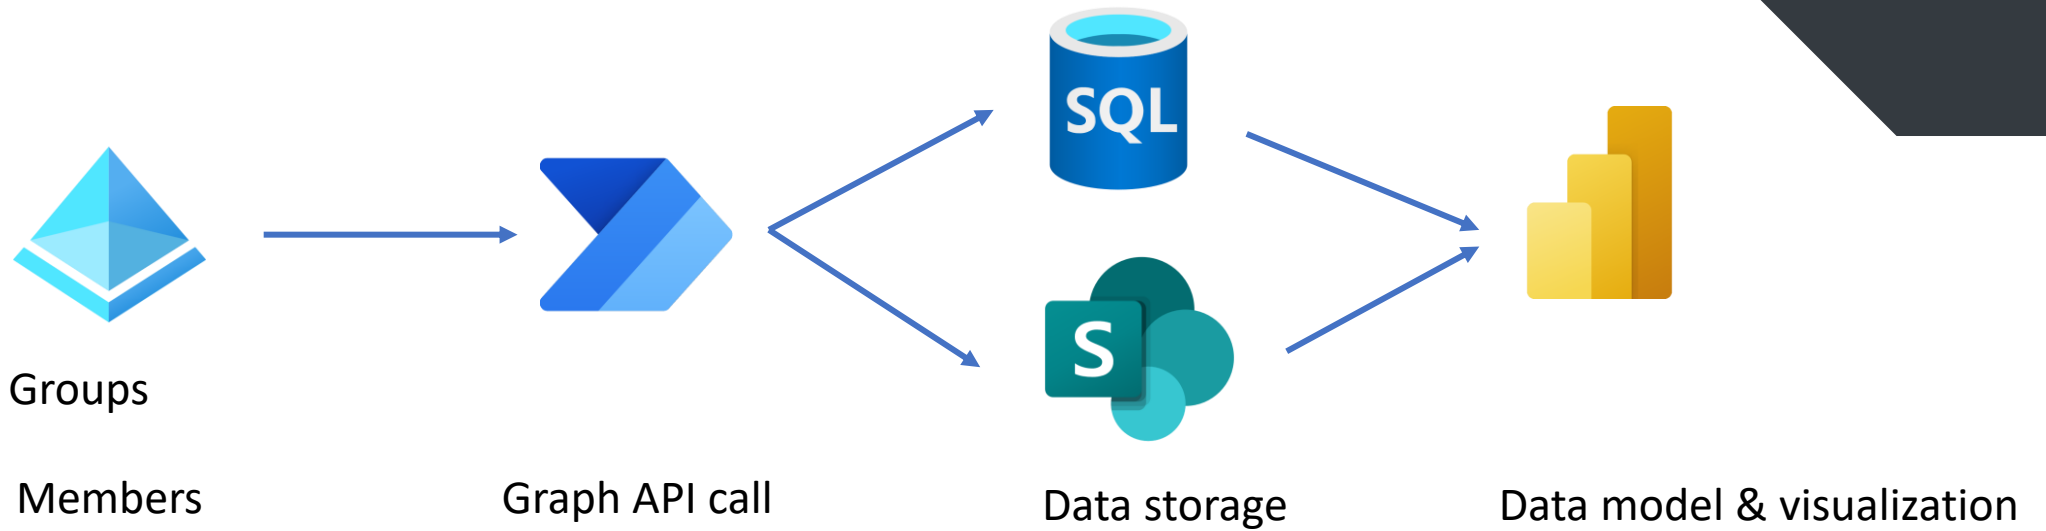 SQL
S
Groups
Members
Graph API call
Data storage
Data model & visualization